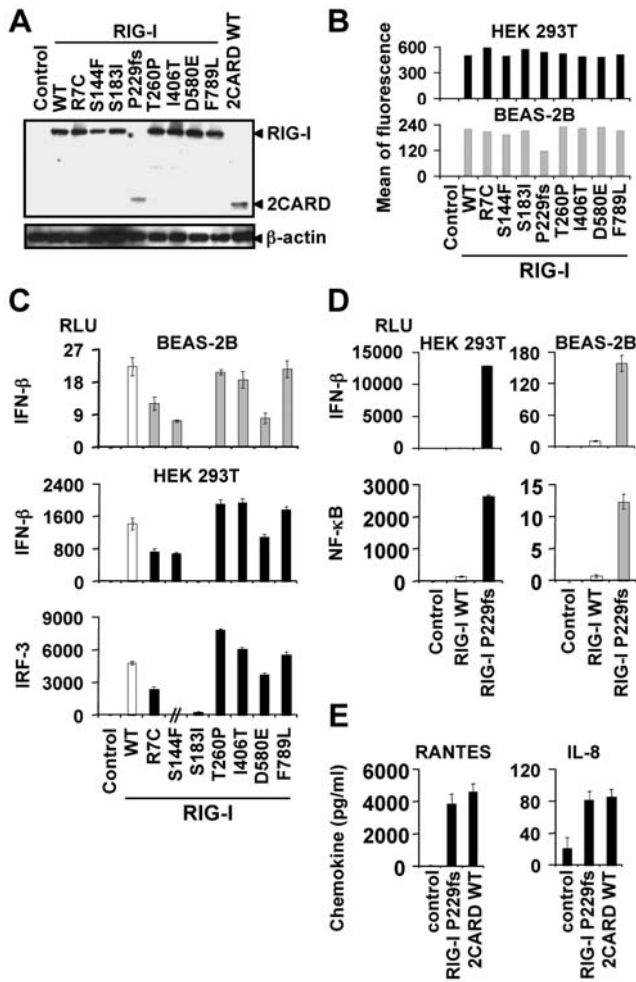 A
RIG-I
Control
WT
R7C
S144F
S183I
P229fs
T260P
I406T
D580E
F789L
2CARD WT
RIG-I
2CARD
β-actin
B
HEK 293T
Mean of fluorescence
600
300
0
BEAS-2B
240
120
0
Control
WT
R7C
S144F
S183I
P229fs
T260P
I406T
D580E
F789L
RIG-I
C
RLU
BEAS-2B
IFN-β
27
18
9
0
HEK 293T
IFN-β
2400
1600
800
0
IRF-3
9000
6000
3000
0
Control
WT
R7C
S144F
S183I
T260P
I406T
D580E
F789L
RIG-I
D
RLU
HEK 293T
BEAS-2B
IFN-β
15000
10000
5000
0
180
120
60
0
NF-κB
3000
2000
1000
0
15
10
5
0
Control
RIG-I WT
RIG-I P229fs
Control
RIG-I WT
RIG-I P229fs
E
RANTES
IL-8
Chemokine (pg/ml)
6000
4000
2000
0
120
80
40
0
control
RIG-I P229fs
2CARD WT
control
RIG-I P229fs
2CARD WT